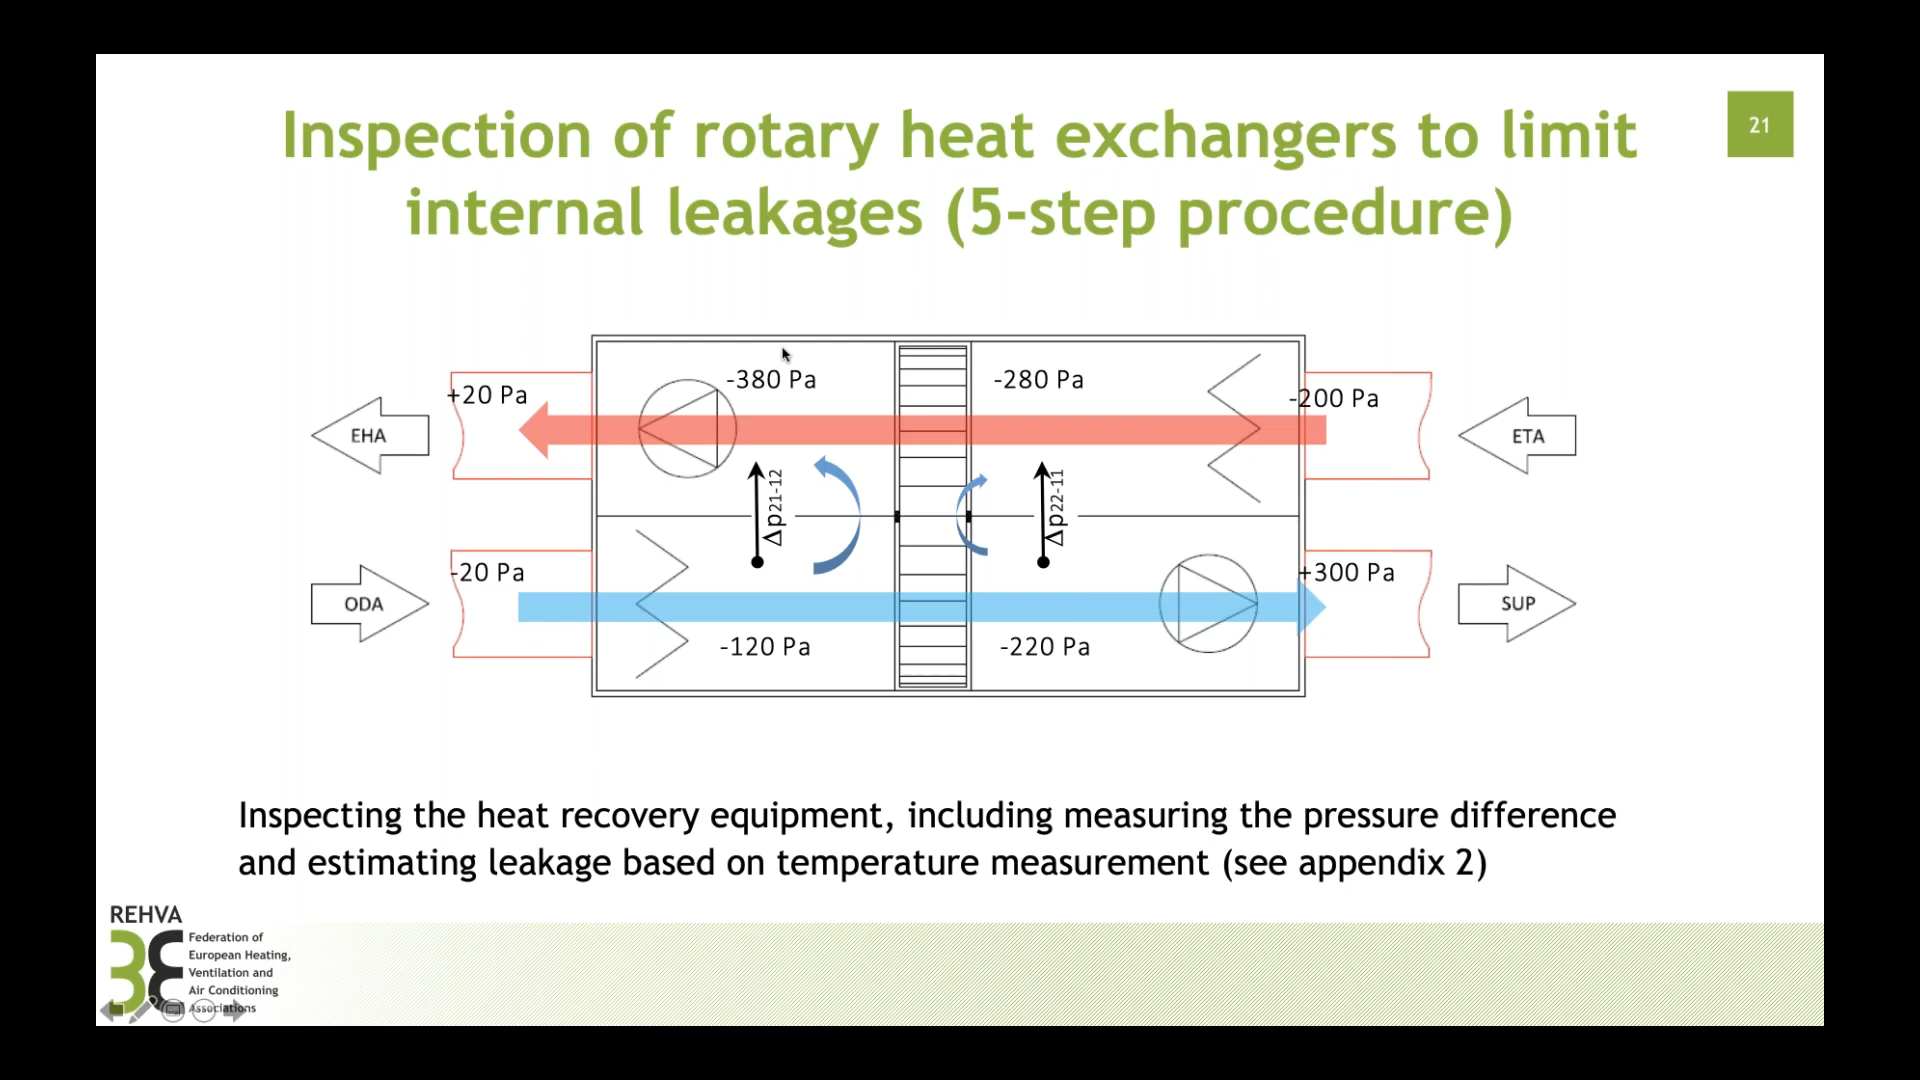 Inspection of rotary heat exchangers to limit
internal leakages (5-step procedure)
21
-380 Pa
-280 Pa
+20 Pa
-200 Pa
EHA
ETA
Δp21-12
Δp22-11
-20 Pa
+300 Pa
ODA
SUP
-120 Pa
-220 Pa
Inspecting the heat recovery equipment, including measuring the pressure difference
and estimating leakage based on temperature measurement (see appendix 2)
REHVA
Federation of
European Heating,
Ventilation and
Air Conditioning
Associations